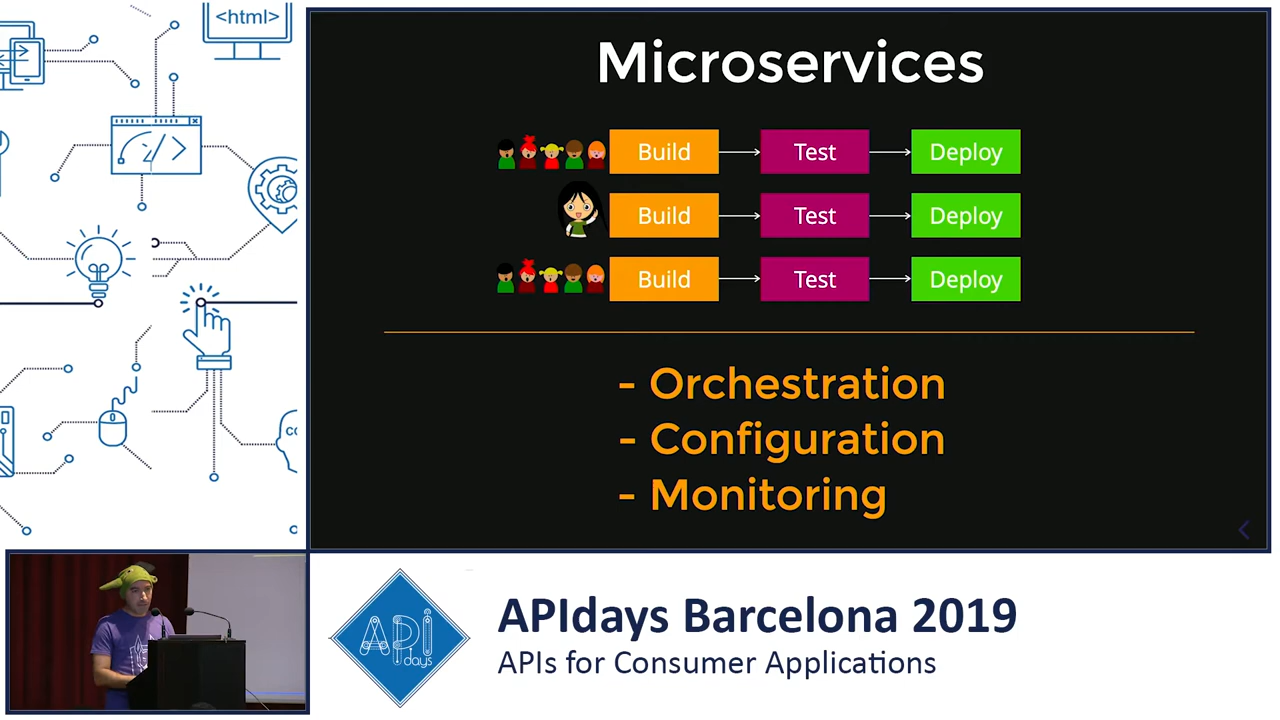 <html>
</>
Microservices
Build
Test
Deploy
Build
Test
Deploy
Build
Test
Deploy
- Orchestration
- Configuration
- Monitoring
API
days
APIdays Barcelona 2019
APIs for Consumer Applications